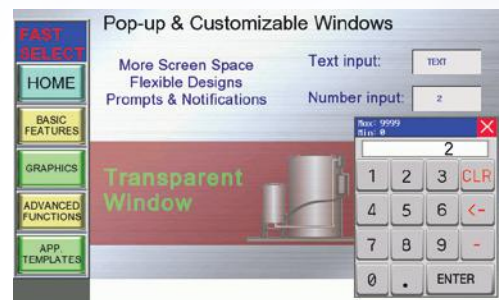 FAST
SELECT
HOME
BASIC
FEATURES
GRAPHICS
ADVANCED
FUNCTIONS
APP.
TEMPLATES
Pop-up & Customizable Windows
More Screen Space
Flexible Designs
Prompts & Notifications
Text input:
TEXT
Number input:
2
Transparent
Window
Max: 9999
Min: 0
X
2
1 2 3 CLR
4 5 6 <-
7 8 9 -
0 . ENTER